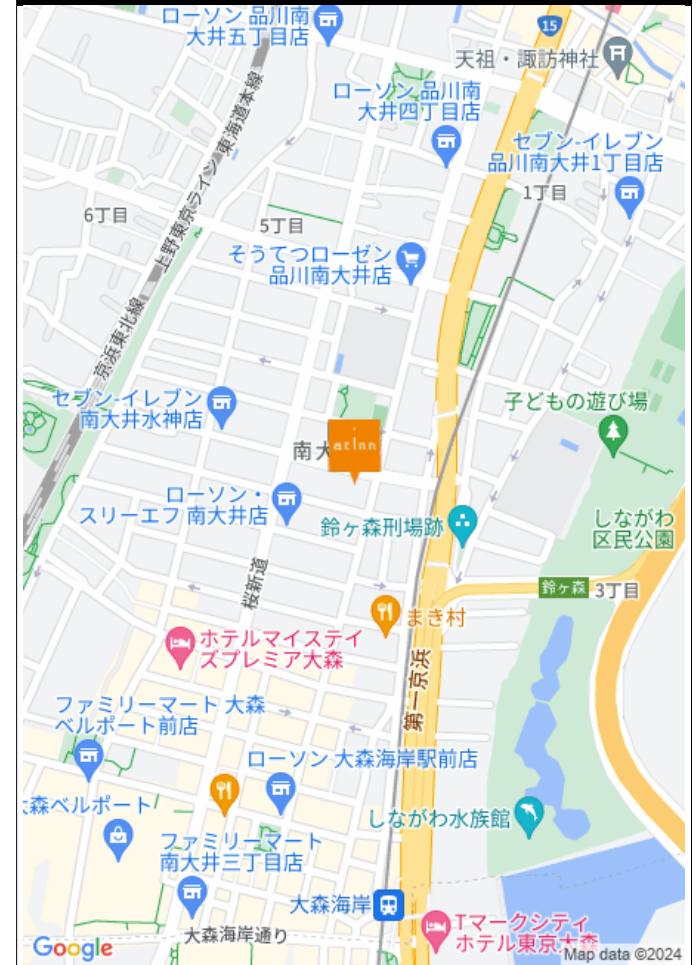 ローソン 品川南
大井五丁目店
15
天祖・諏訪神社
ローソン 品川南
大井四丁目店
セブン-イレブン
品川南大井1丁目店
1丁目
6丁目
5丁目
上野東京ライン 東海道本線
そうてつローゼン
品川南大井店
京浜東北線
セブン-イレブン
南大井水神店
子どもの遊び場
南大
at Inn
ローソン・
スリーエフ 南大井店
鈴ヶ森刑場跡
しながわ
区民公園
桜新道
鈴ヶ森
3丁目
まき村
ホテルマイステイ
ズプレミア大森
第一京浜
ファミリーマート 大森
ベルポート前店
ローソン 大森海岸駅前店
森ベルポート
しながわ水族館
ファミリーマート
南大井三丁目店
大森海岸
大森海岸通り
Tマークシティ
ホテル東京大森
Google
Map data ©2024